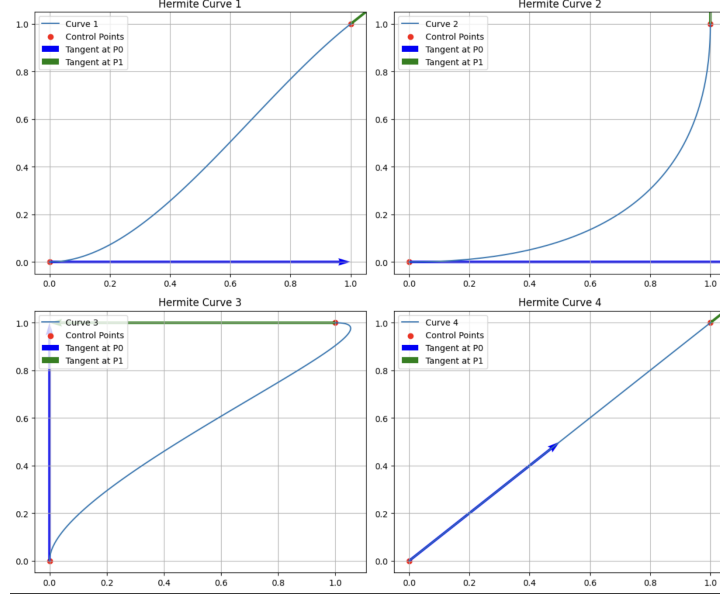 Hermite Curve 1
Hermite Curve 2
1.0
0.8
0.6
0.4
0.2
0.0
Curve 1
Control Points
Tangent at P0
Tangent at P1
0.0 0.2 0.4 0.6 0.8 1.0
1.0
0.8
0.6
0.4
0.2
0.0
Curve 2
Control Points
Tangent at P0
Tangent at P1
0.0 0.2 0.4 0.6 0.8 1.0
Hermite Curve 3
Hermite Curve 4
1.0
0.8
0.6
0.4
0.2
0.0
Curve 3
Control Points
Tangent at P0
Tangent at P1
0.0 0.2 0.4 0.6 0.8 1.0
1.0
0.8
0.6
0.4
0.2
0.0
Curve 4
Control Points
Tangent at P0
Tangent at P1
0.0 0.2 0.4 0.6 0.8 1.0